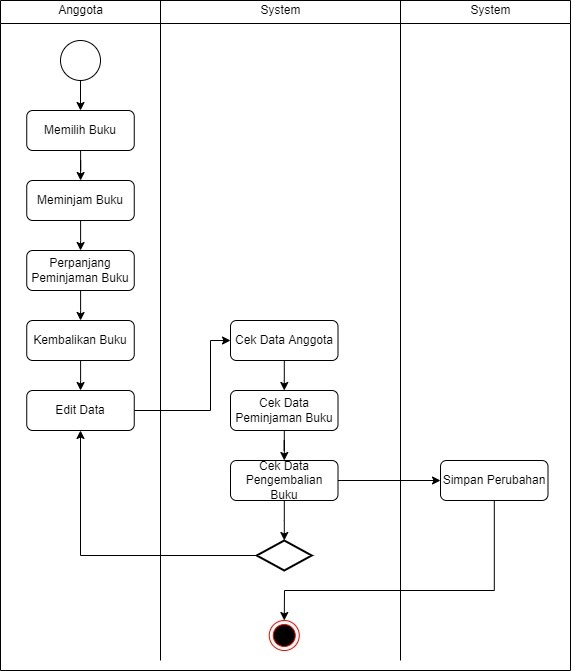 Anggota
System
System
Memilih Buku
Meminjam Buku
Perpanjang
Peminjaman Buku
Kembalikan Buku
Edit Data
Cek Data Anggota
Cek Data
Peminjaman Buku
Cek Data
Pengembalian
Buku
Simpan Perubahan